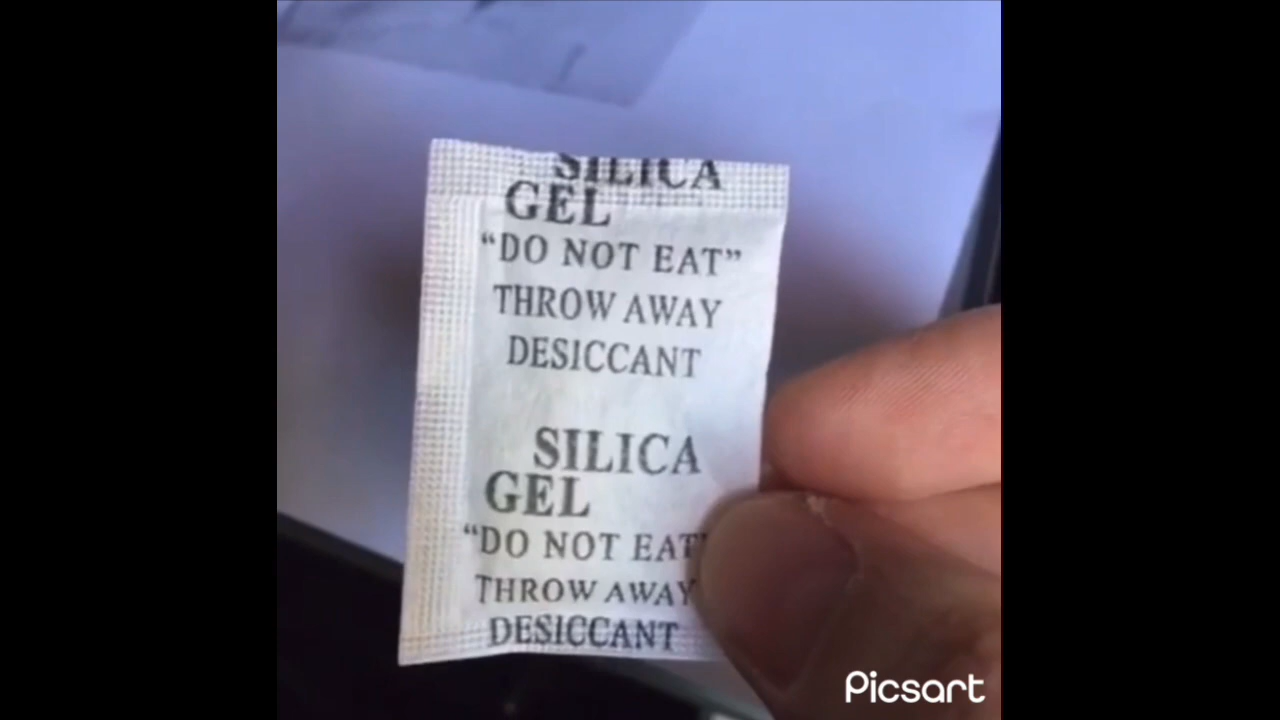 SILICA
GEL
“DO NOT EAT”
THROW AWAY
DESICCANT
SILICA
GEL
“DO NOT EAT
THROW AWAY
DESICCANT
Picsart